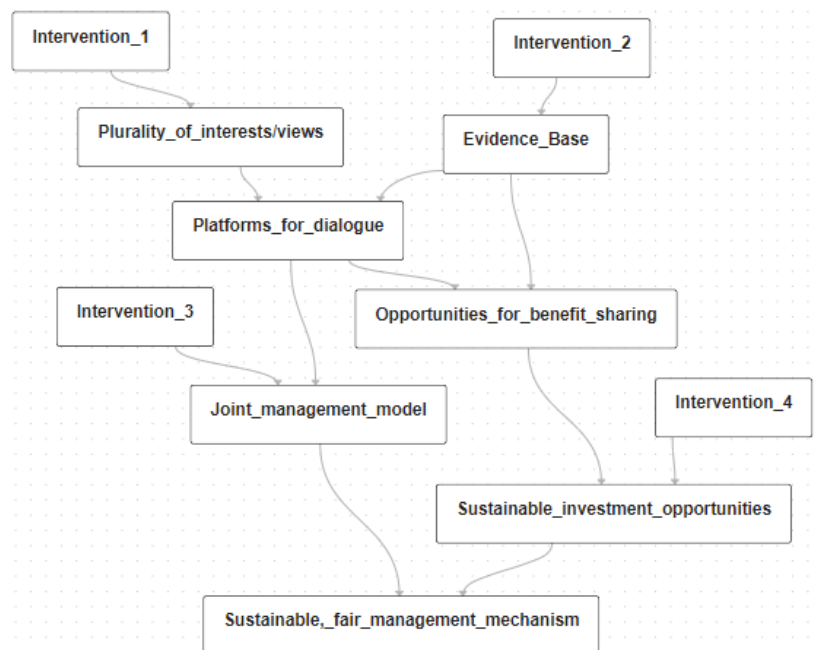 Intervention_1
Intervention_2
Plurality_of_interests/views
Evidence_Base
Platforms_for_dialogue
Intervention_3
Opportunities_for_benefit_sharing
Joint_management_model
Intervention_4
Sustainable_investment_opportunities
Sustainable,_fair_management_mechanism